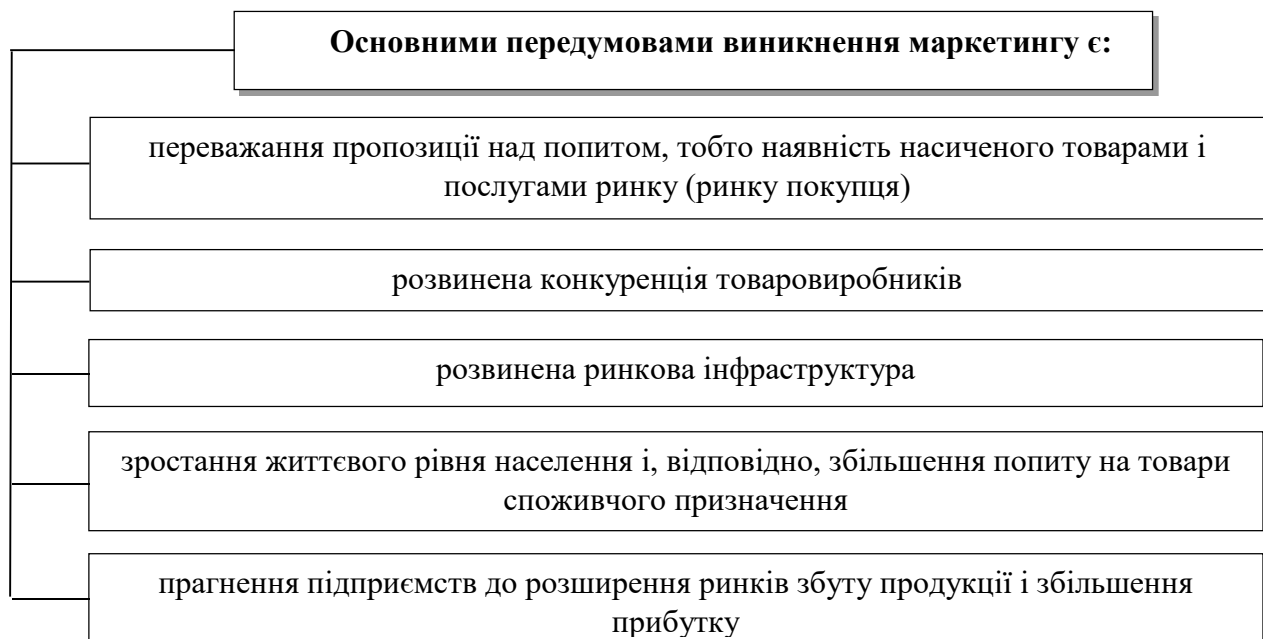 Основними передумовами виникнення маркетингу є:
переважання пропозиції над попитом, тобто наявність насиченого товарами і
послугами ринку (ринку покупця)
розвинена конкуренція товаровиробників
розвинена ринкова інфраструктура
зростання життєвого рівня населення і, відповідно, збільшення попиту на товари
споживчого призначення
прагнення підприємств до розширення ринків збуту продукції і збільшення
прибутку